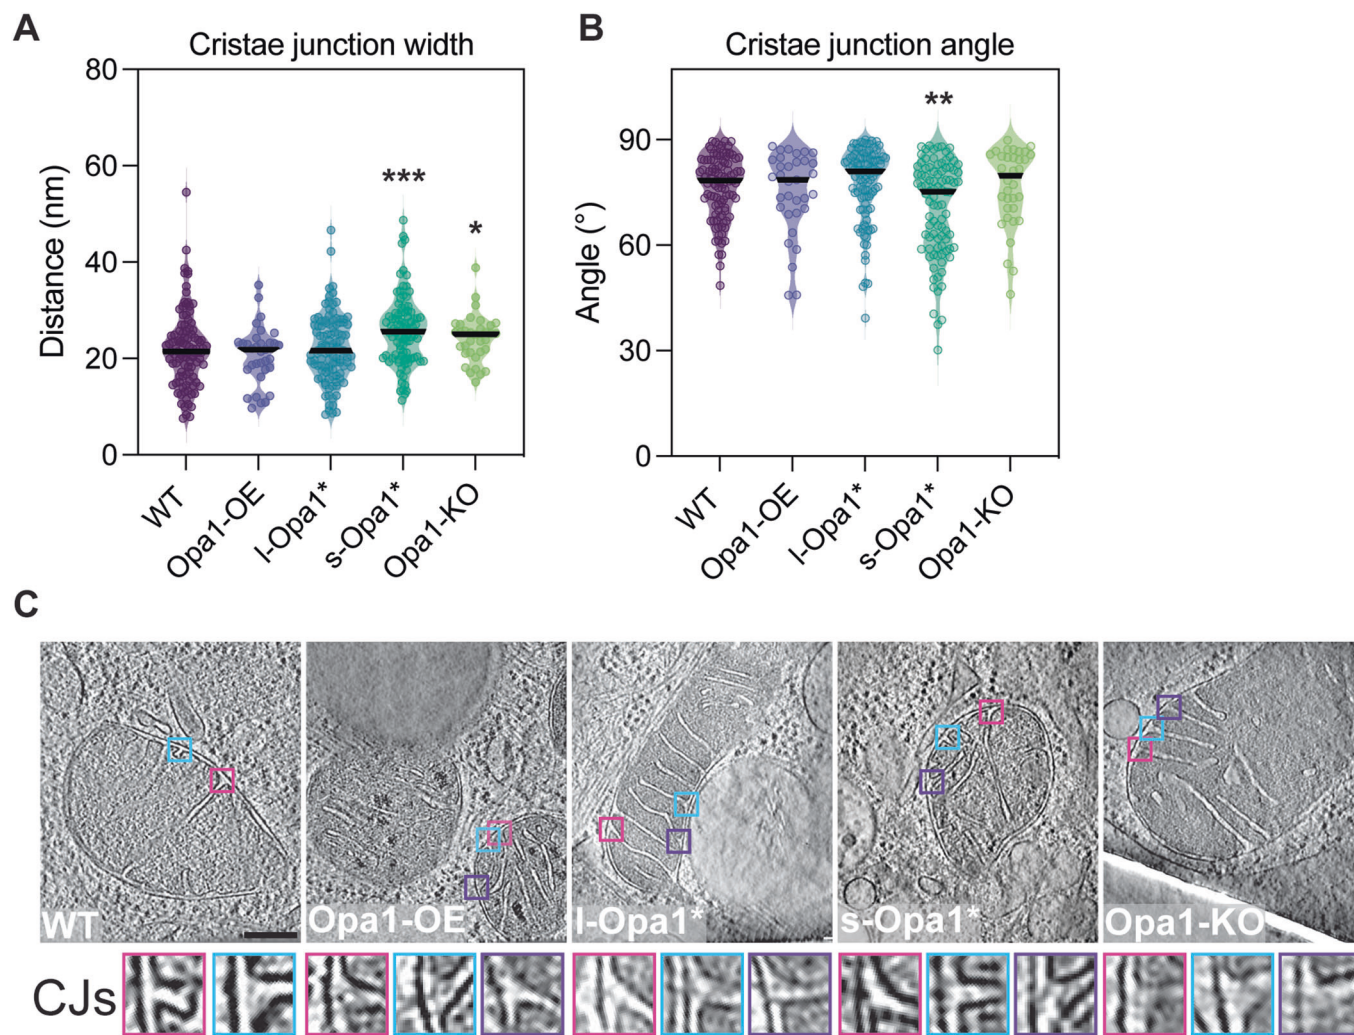 A
Cristae junction width
Distance (nm)
80
60
40
20
0
***
*
WT
Opa1-OE
l-Opa1*
s-Opa1*
Opa1-KO
B
Cristae junction angle
Angle (°)
90
60
30
0
**
WT
Opa1-OE
l-Opa1*
s-Opa1*
Opa1-KO
C
WT
Opa1-OE
l-Opa1*
s-Opa1*
Opa1-KO
CJs